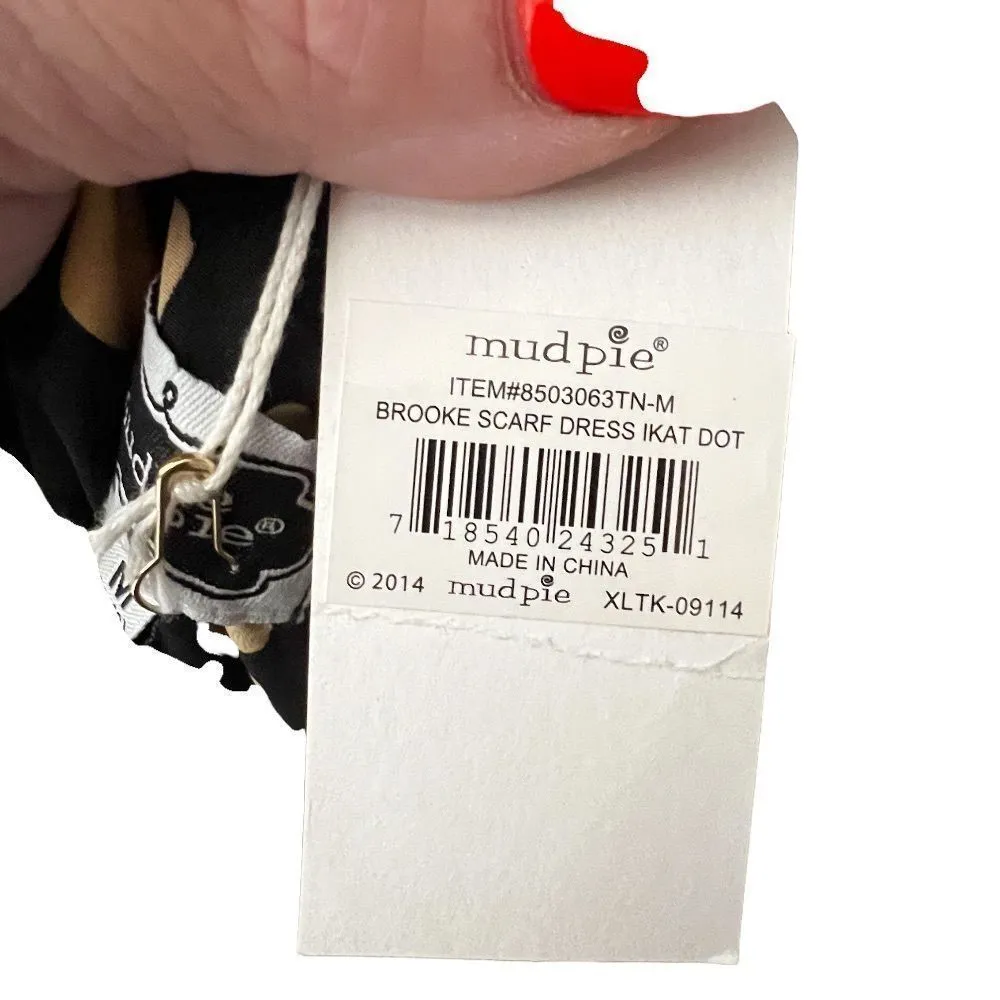 mudpie®
ITEM#8503063TN-M
BROOKE SCARF DRESS IKAT DOT
7 18540 24325 1
MADE IN CHINA
© 2014 mudpie XLTK-09114
pie®
M